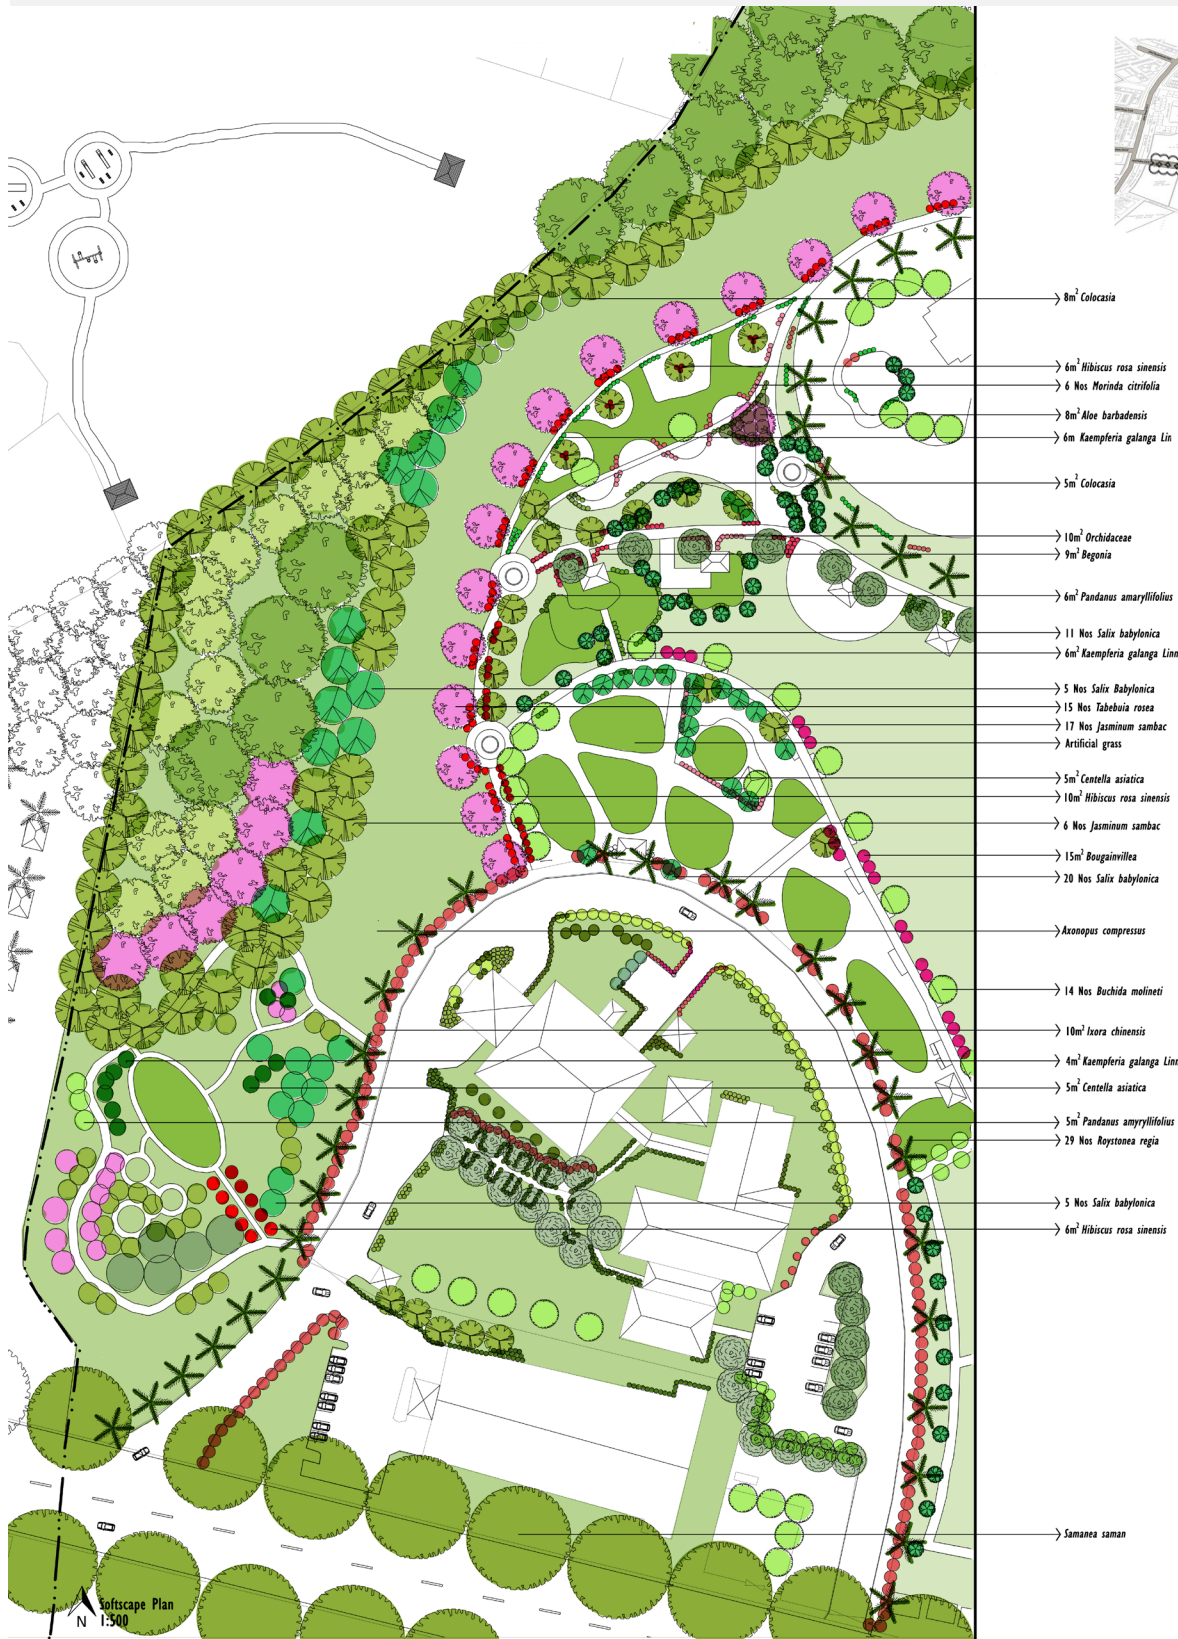 8m² Colocasia
6m² Hibiscus rosa sinensis
6 Nos Morinda citrifolia
8m² Aloe barbadensis
6m Kaempferia galanga Lin
5m² Colocasia
10m² Orchidaceae
9m² Begonia
6m² Pandanus amaryllifolius
11 Nos Salix babylonica
6m² Kaempferia galanga Linn
5 Nos Salix Babylonica
15 Nos Tabebuia rosea
17 Nos Jasminum sambac
Artificial grass
5m² Centella asiatica
10m² Hibiscus rosa sinensis
6 Nos Jasminum sambac
15m² Bougainvillea
20 Nos Salix babylonica
Axonopus compressus
14 Nos Buchida molineti
10m² Ixora chinensis
4m² Kaempferia galanga Linn
5m² Centella asiatica
5m² Pandanus amyryllifolius
29 Nos Roystonea regia
5 Nos Salix babylonica
6m² Hibiscus rosa sinensis
Samanea saman
Softscape Plan
1:500
N